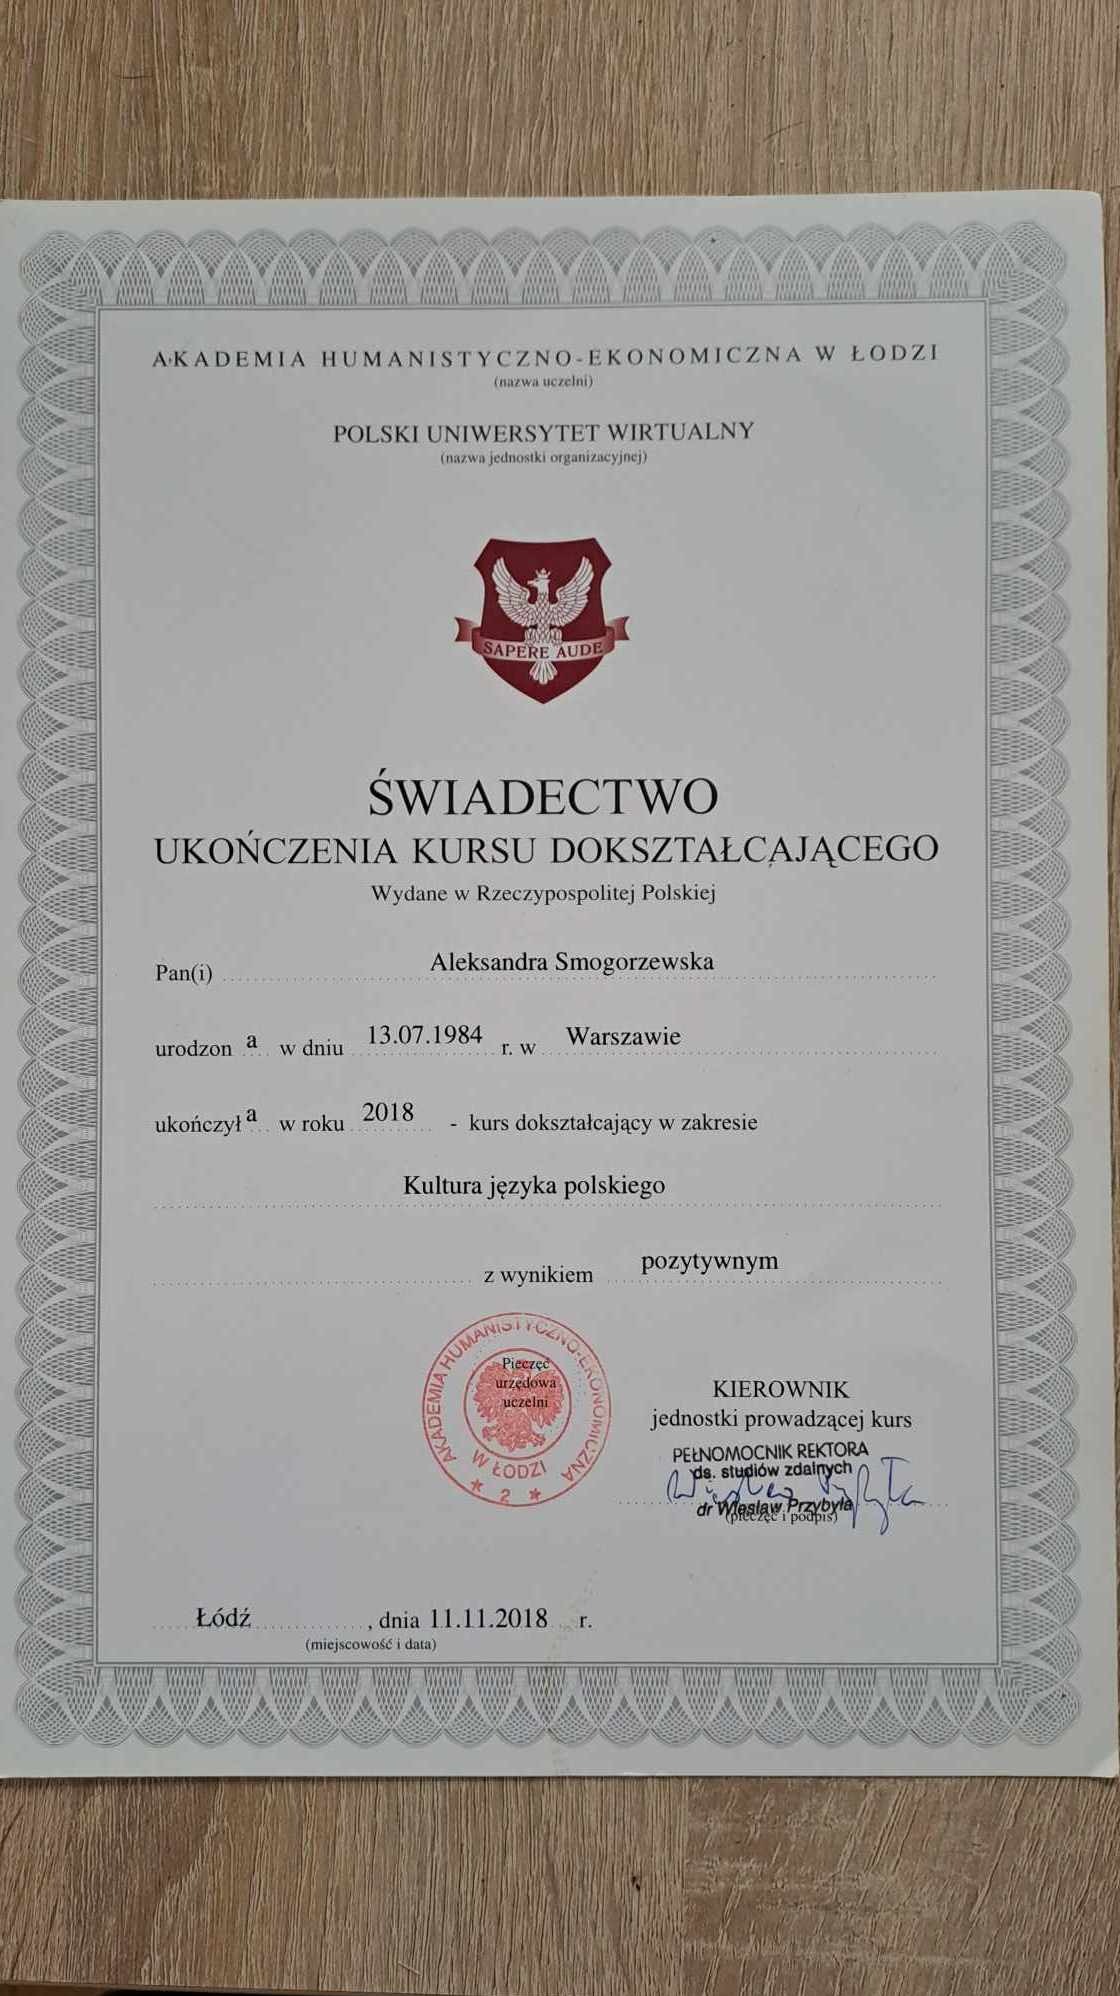 AKADEMIA HUMANISTYCZNO-EKONOMICZNA W ŁODZI
(nazwa uczelni)
POLSKI UNIWERSYTET WIRTUALNY
(nazwa jednostki organizacyjnej)
SAPERE AUDE
ŚWIADECTWO
UKOŃCZENIA KURSU DOKSZTAŁCAJĄCEGO
Wydane w Rzeczypospolitej Polskiej
Pan(i) Aleksandra Smogorzewska
urodzon a w dniu 13.07.1984 r. w Warszawie
ukończył a w roku 2018 - kurs dokształcający w zakresie
Kultura języka polskiego
z wynikiem pozytywnym
AKADEMIA HUMANISTYCZNO-EKONOMICZNA
W ŁODZI
* 2 *
Pieczęć
urzędowa
uczelni
KIEROWNIK
jednostki prowadzącej kurs
PEŁNOMOCNIK REKTORA
ds. studiów zdalnych
dr Wiesław Przybyła
(pieczęć i podpis)
Łódź, dnia 11.11.2018 r.
(miejscowość i data)